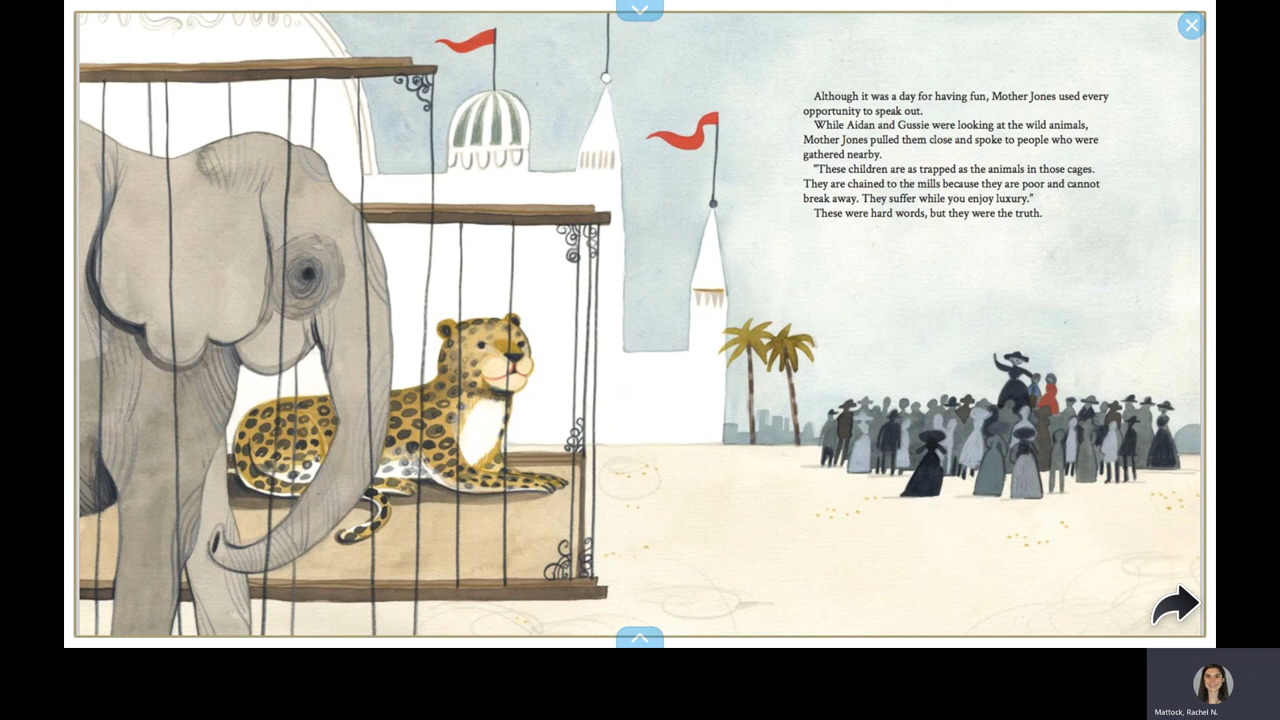 Although it was a day for having fun, Mother Jones used every
opportunity to speak out.
While Aidan and Gussie were looking at the wild animals,
Mother Jones pulled them close and spoke to people who were
gathered nearby.
"These children are as trapped as the animals in those cages.
They are chained to the mills because they are poor and cannot
break away. They suffer while you enjoy luxury."
These were hard words, but they were the truth.
Mattock, Rachel N.